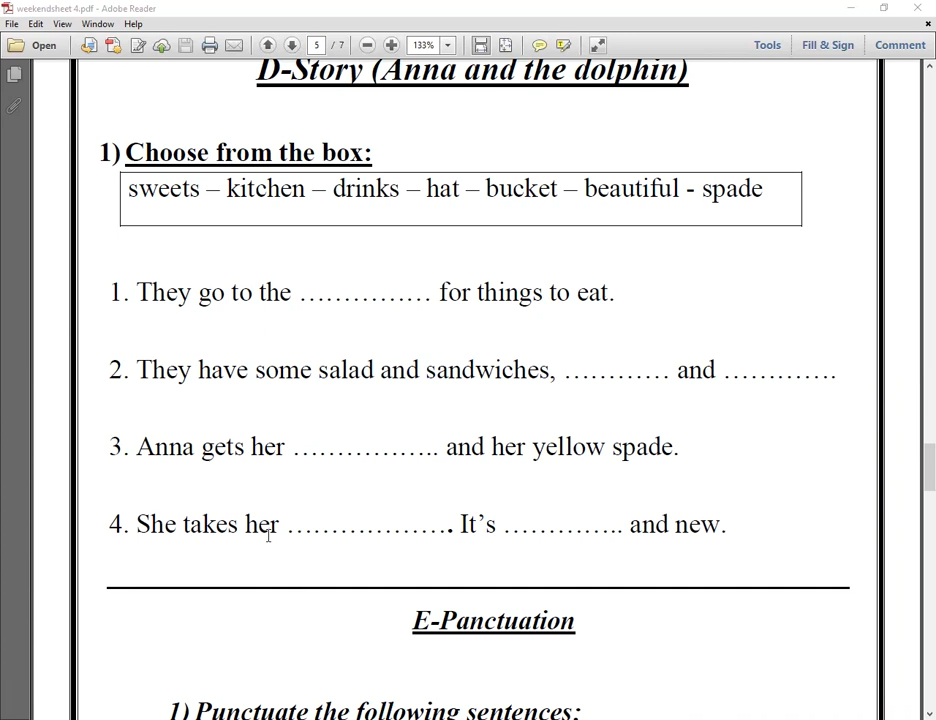 weekendsheet 4.pdf - Adobe Reader
File Edit View Window Help
Open 5 / 7 133% Tools Fill & Sign Comment
D-Story (Anna and the dolphin)
1) Choose from the box:
sweets – kitchen – drinks – hat – bucket – beautiful - spade
1. They go to the …………… for things to eat.
2. They have some salad and sandwiches, ………… and ………….
3. Anna gets her …………….. and her yellow spade.
4. She takes her ………………. It’s ………….. and new.
E-Panctuation
1) Punctuate the following sentences: